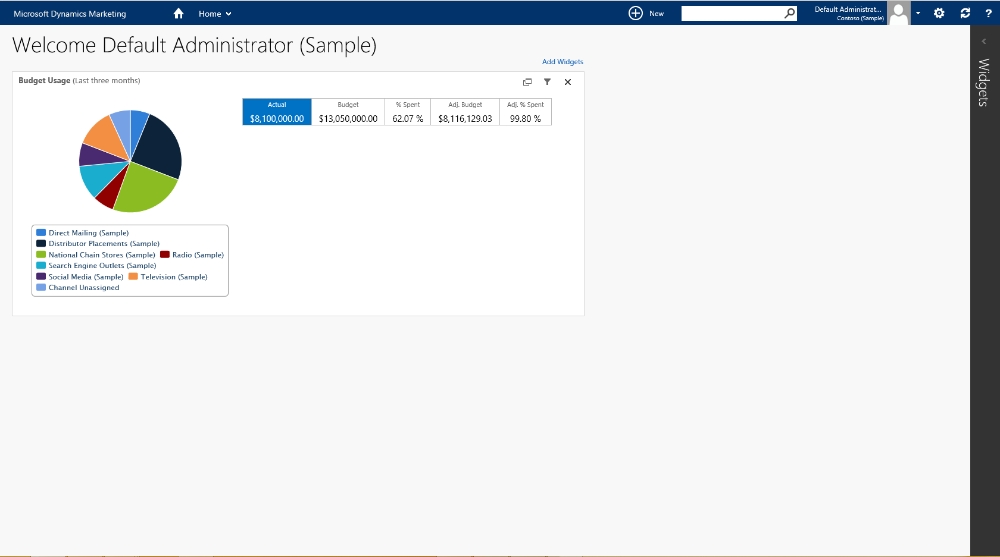 Microsoft Dynamics Marketing
Home
New
Default Administrat...
Contoso (Sample)
?
Welcome Default Administrator (Sample)
Add Widgets
Widgets
Budget Usage (Last three months)
Actual Budget % Spent Adj. Budget Adj. % Spent
$8,100,000.00 $13,050,000.00 62.07 % $8,116,129.03 99.80 %
Direct Mailing (Sample)
Distributor Placements (Sample)
National Chain Stores (Sample) Radio (Sample)
Search Engine Outlets (Sample)
Social Media (Sample) Television (Sample)
Channel Unassigned